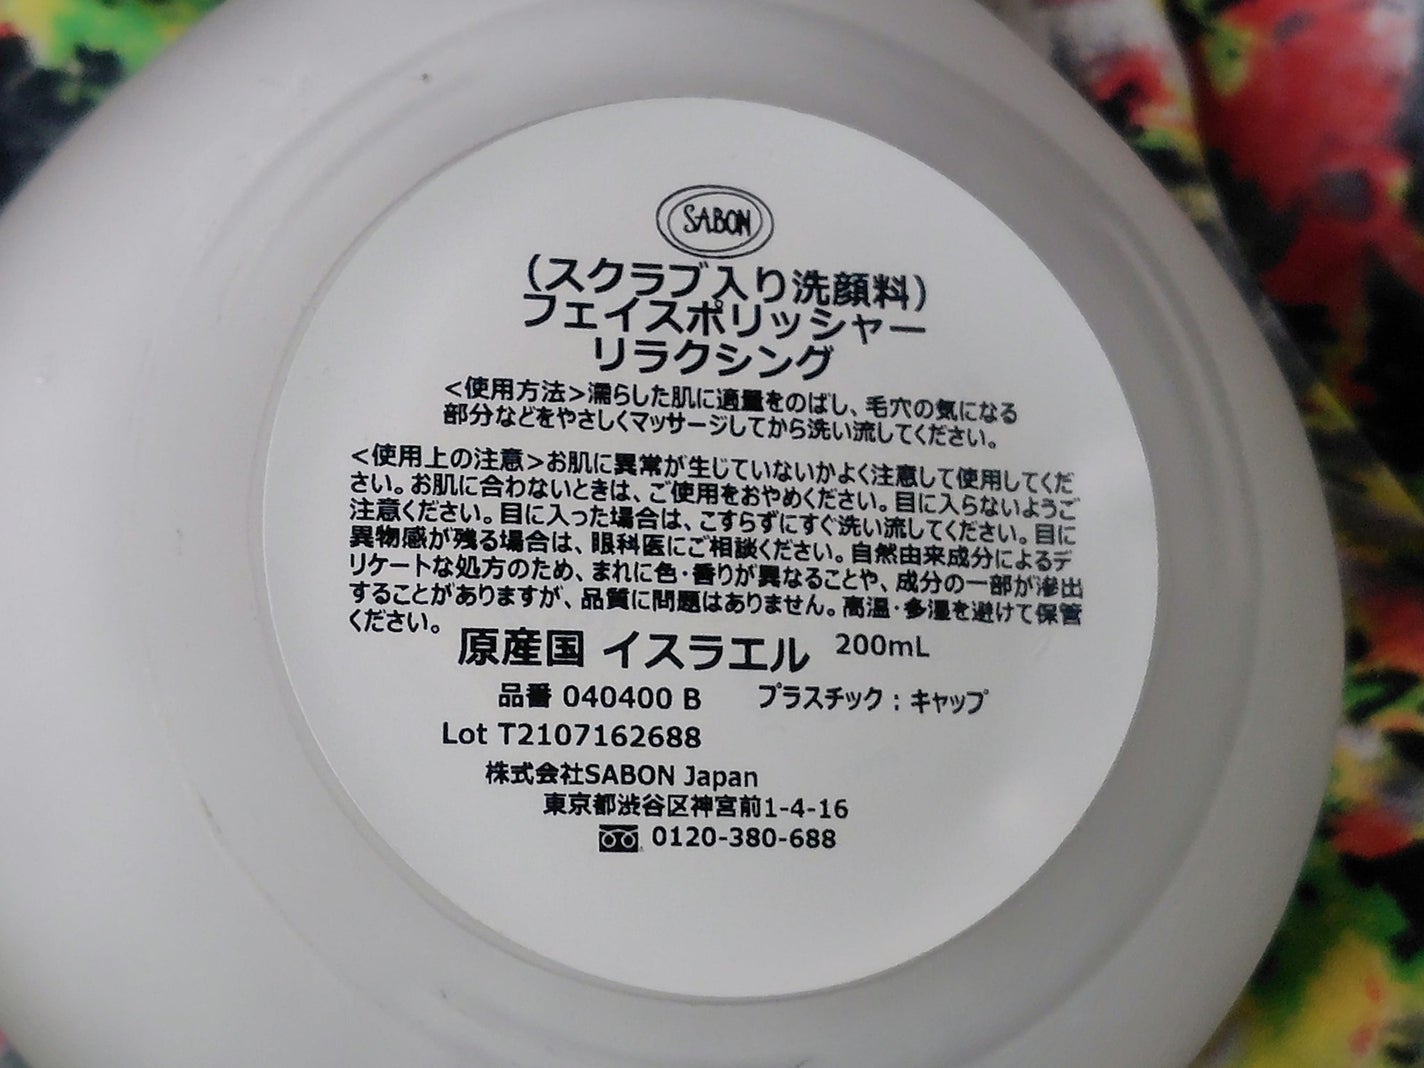 SABON
(スクラブ入り洗顔料)
フェイスポリッシャー
リラクシング
<使用方法>濡らした肌に適量をのばし、毛穴の気になる
部分などをやさしくマッサージしてから洗い流してください。
<使用上の注意>お肌に異常が生じていないかよく注意して使用してくだ
さい。お肌に合わないときは、ご使用をおやめください。目に入らないようご
注意ください。目に入った場合は、こすらずにすぐ洗い流してください。目に
異物感が残る場合は、眼科医にご相談ください。自然由来成分によるデ
リケートな処方のため、まれに色・香りが異なることや、成分の一部が滲出
することがありますが、品質に問題はありません。高温・多湿を避けて保管
ください。
原産国 イスラエル 200mL
品番 040400 B プラスチック:キャップ
Lot T2107162688
株式会社SABON Japan
東京都渋谷区神宮前1-4-16
0120-380-688